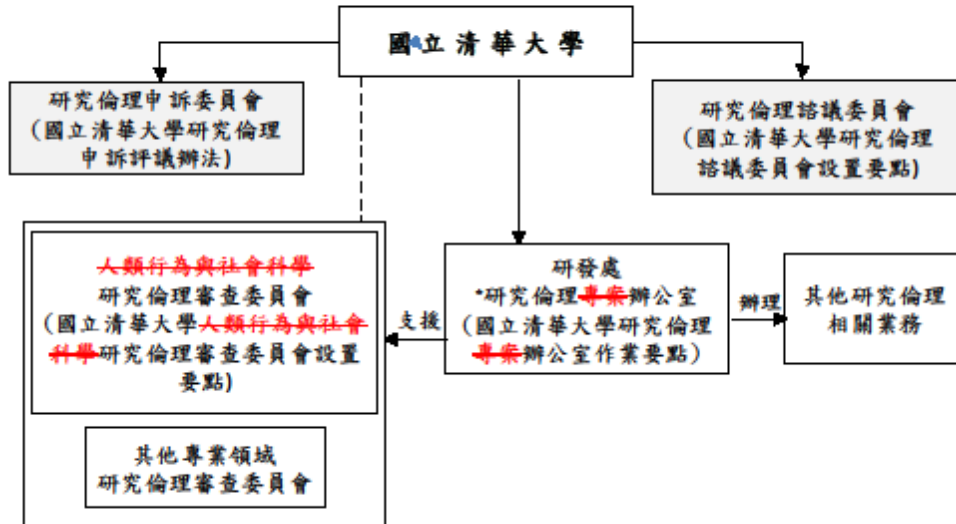 國立清華大學
研究倫理申訴委員會
（國立清華大學研究倫理
申訴評議辦法)
研究倫理諮議委員會
（國立清華大學研究倫理
諮議委員會設置要點)
人類行為與社會科學
研究倫理審查委員會
（國立清華大學人類行為與社會
科學研究倫理審查委員會設置
要點)
其他專業領域
研究倫理審查委員會
支援
研發處
*研究倫理專案辦公室
（國立清華大學研究倫理
專案辦公室作業要點）
辦理
其他研究倫理
相關業務